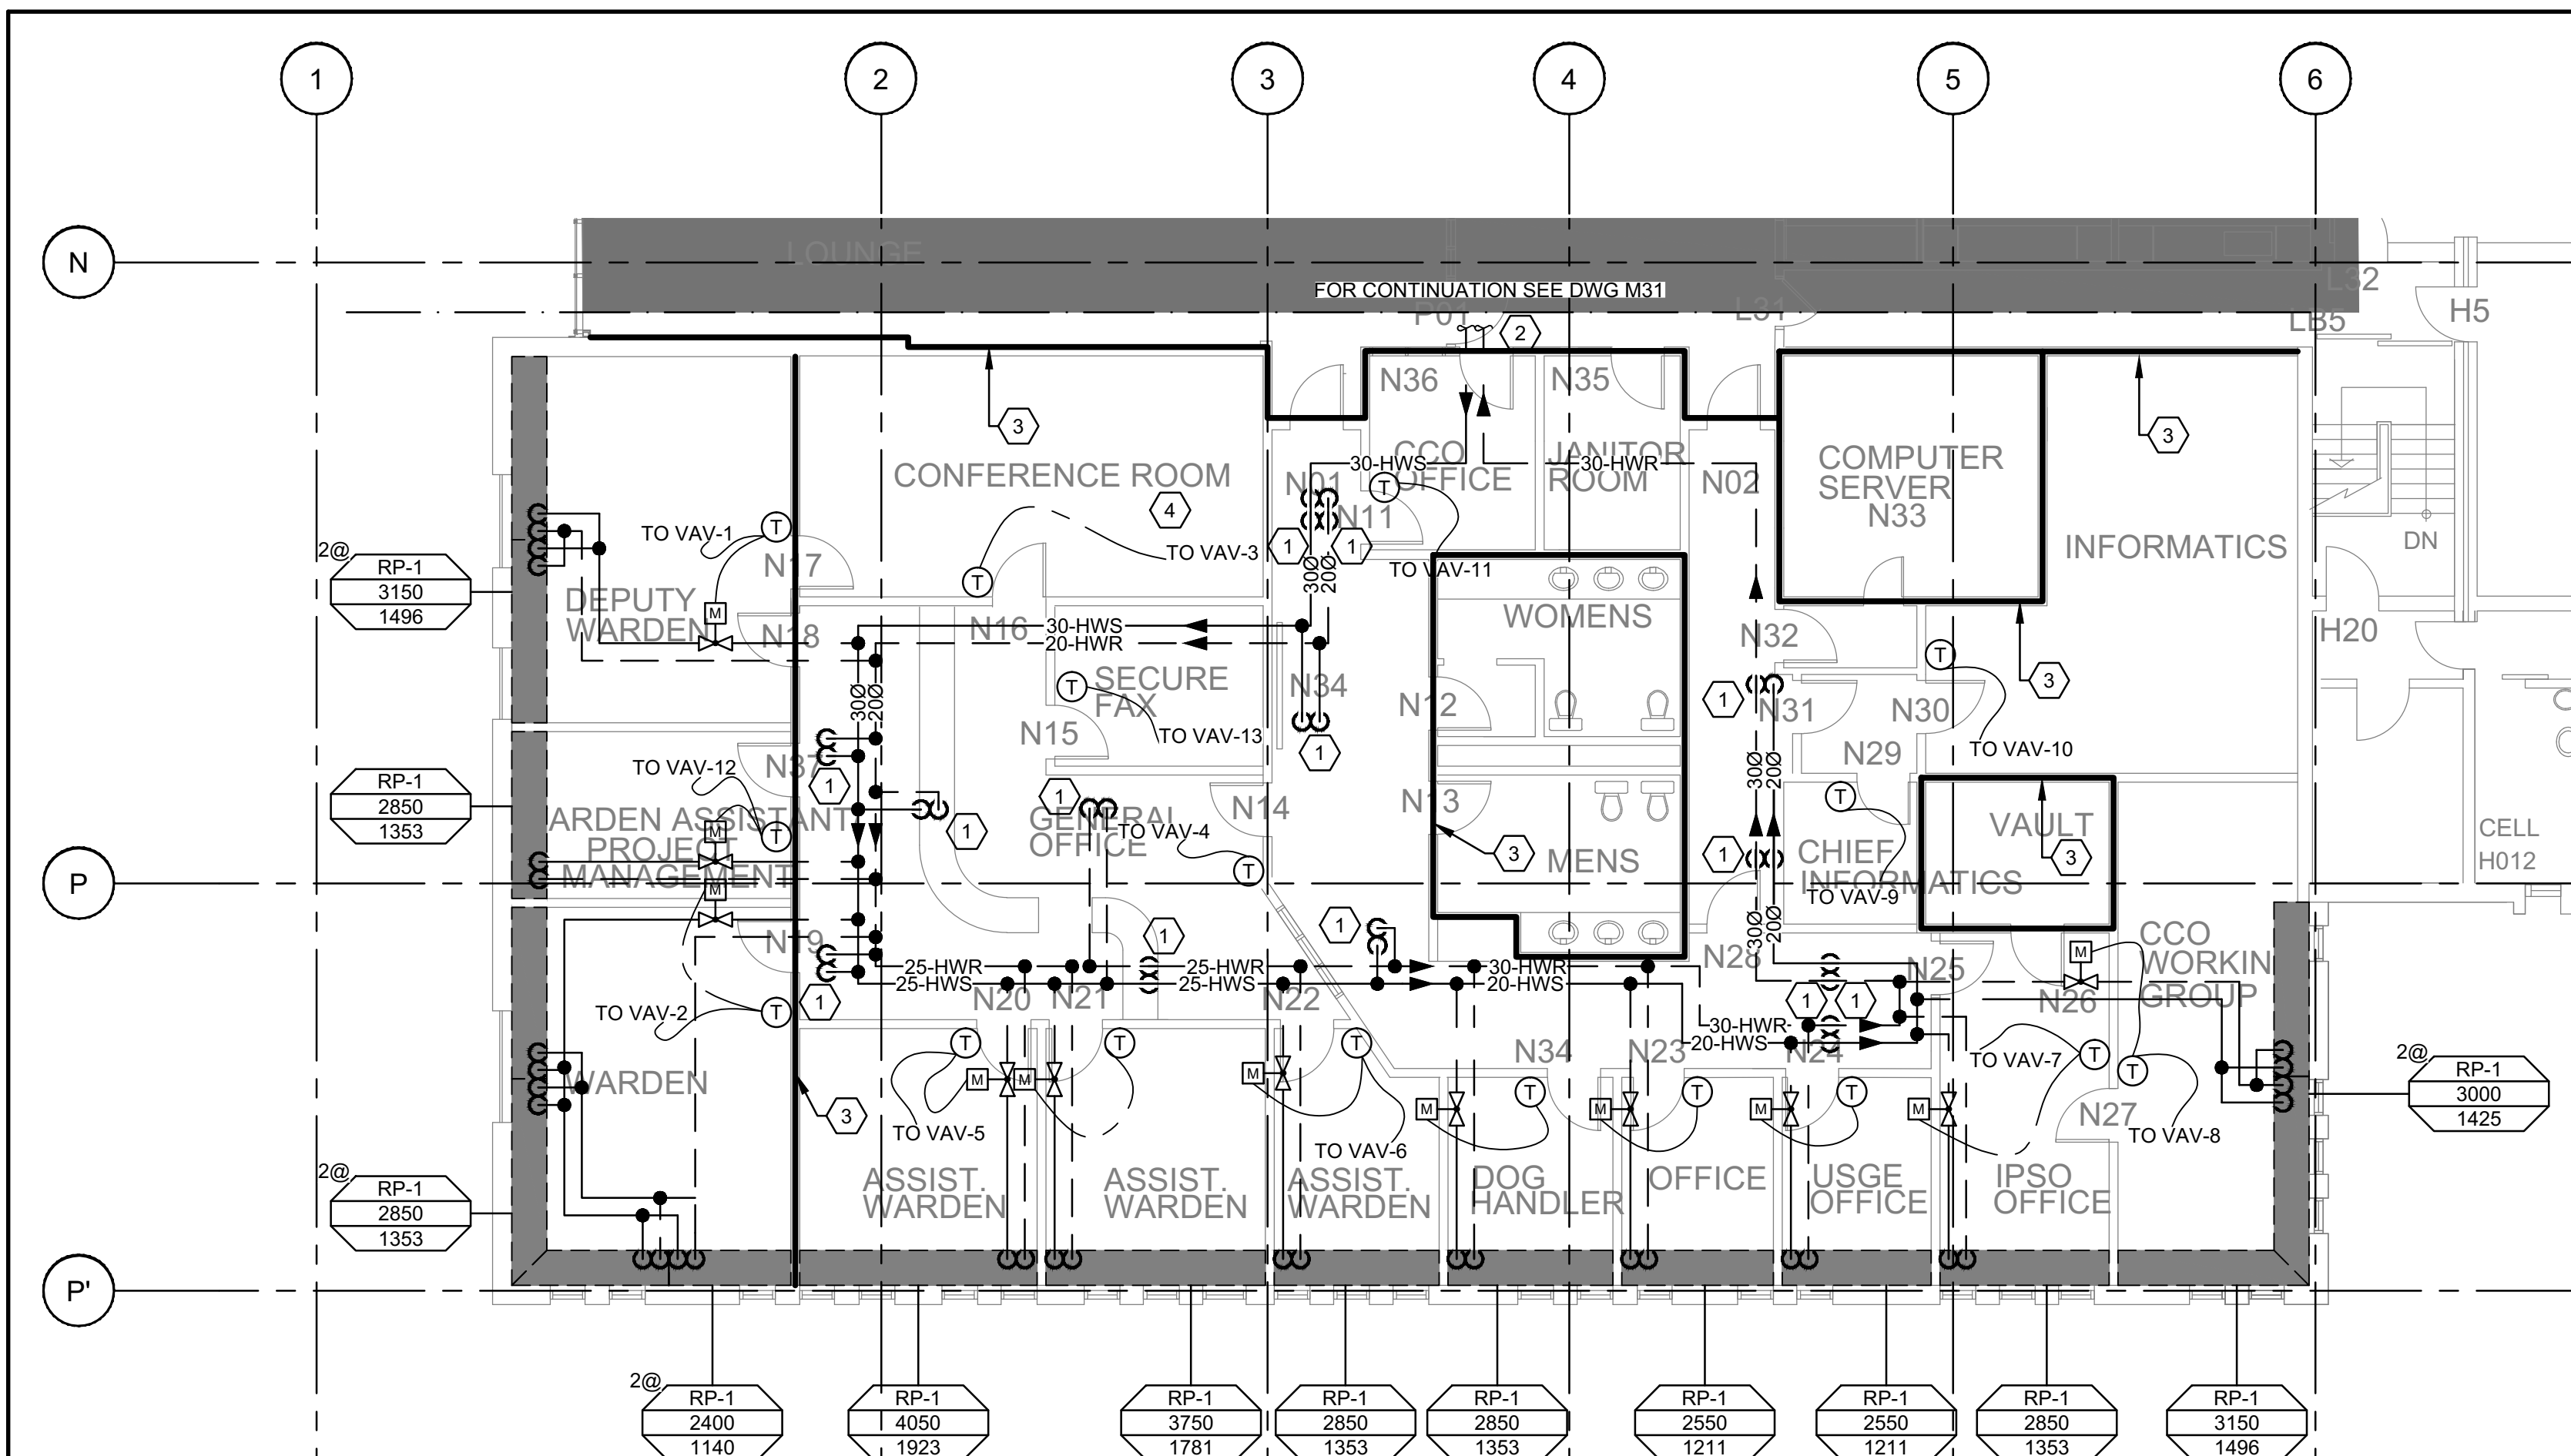 1
2
3
4
5
6
N
P
P'
LOUNGE
FOR CONTINUATION SEE DWG M31
P01
L31
L32
LB5
H5
2
3
N36
N35
3
CONFERENCE ROOM
4
N01
30-HWS
CCO
OFFICE
30-HWR
JANITOR
ROOM
N02
COMPUTER
SERVER
N33
INFORMATICS
DN
T
N11
1
1
TO VAV-1
T
N17
TO VAV-3
T
TO VAV-11
30Ø
20Ø
2@
RP-1
3150
1496
DEPUTY
WARDEN
M
N18
N16
30-HWS
20-HWR
WOMENS
N32
H20
T
SECURE
FAX
T
N34
N12
3
1
N31
N30
30Ø
20Ø
N15
TO VAV-13
1
N29
TO VAV-10
TO VAV-12
N37
1
1
30Ø
20Ø
T
RP-1
2850
1353
ARDEN ASSISTANT
PROJECT
MANAGEMENT
M
T
1
GENERAL
OFFICE
TO VAV-4
N14
N13
VAULT
CELL
H012
T
3
MENS
1
CHIEF
INFORMATICS
3
M
TO VAV-9
N19
1
1
30Ø
20Ø
N28
CCO
WORKIN
GROUP
M
25-HWR
25-HWS
25-HWR
25-HWS
30-HWR
20-HWS
N25
N26
N20
N21
N22
1
1
1
TO VAV-2
T
30-HWR
20-HWS
T
T
T
N34
N23
N24
TO VAV-7
T
T
WARDEN
M
M
M
M
T
M
T
M
T
M
2@
RP-1
3000
1425
3
TO VAV-5
TO VAV-6
N27
TO VAV-8
2@
RP-1
2850
1353
ASSIST.
WARDEN
ASSIST.
WARDEN
ASSIST.
WARDEN
DOG
HANDLER
OFFICE
USGE
OFFICE
IPSO
OFFICE
2@
RP-1
2400
1140
RP-1
4050
1923
RP-1
3750
1781
RP-1
2850
1353
RP-1
2850
1353
RP-1
2550
1211
RP-1
2550
1211
RP-1
2850
1353
2@
RP-1
3150
1496